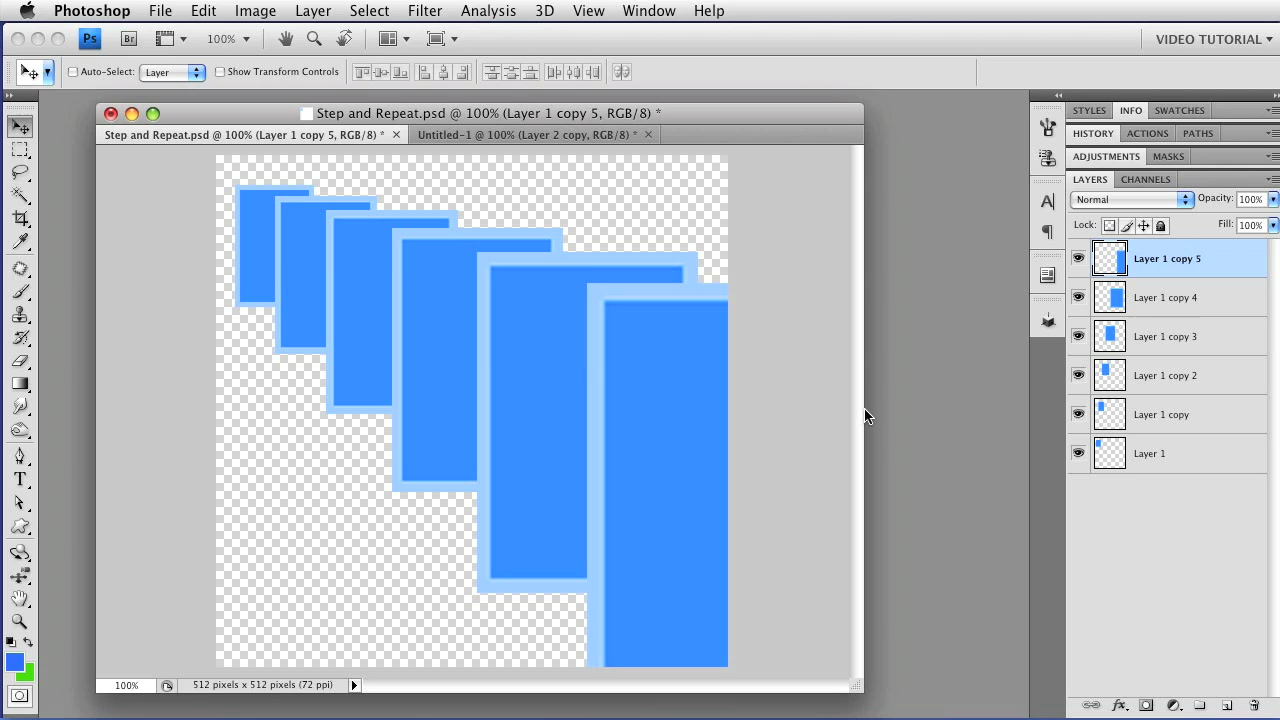 Photoshop File Edit Image Layer Select Filter Analysis 3D View Window Help
Ps Br 100% VIDEO TUTORIAL
Auto-Select: Layer Show Transform Controls
Step and Repeat.psd @ 100% (Layer 1 copy 5, RGB/8) *
Step and Repeat.psd @ 100% (Layer 1 copy 5, RGB/8) * Untitled-1 @ 100% (Layer 2 copy, RGB/8) *
STYLES INFO SWATCHES
HISTORY ACTIONS PATHS
ADJUSTMENTS MASKS
LAYERS CHANNELS
Normal Opacity: 100%
Lock: Fill: 100%
Layer 1 copy 5
Layer 1 copy 4
Layer 1 copy 3
Layer 1 copy 2
Layer 1 copy
Layer 1
100% 512 pixels x 512 pixels (72 ppi)